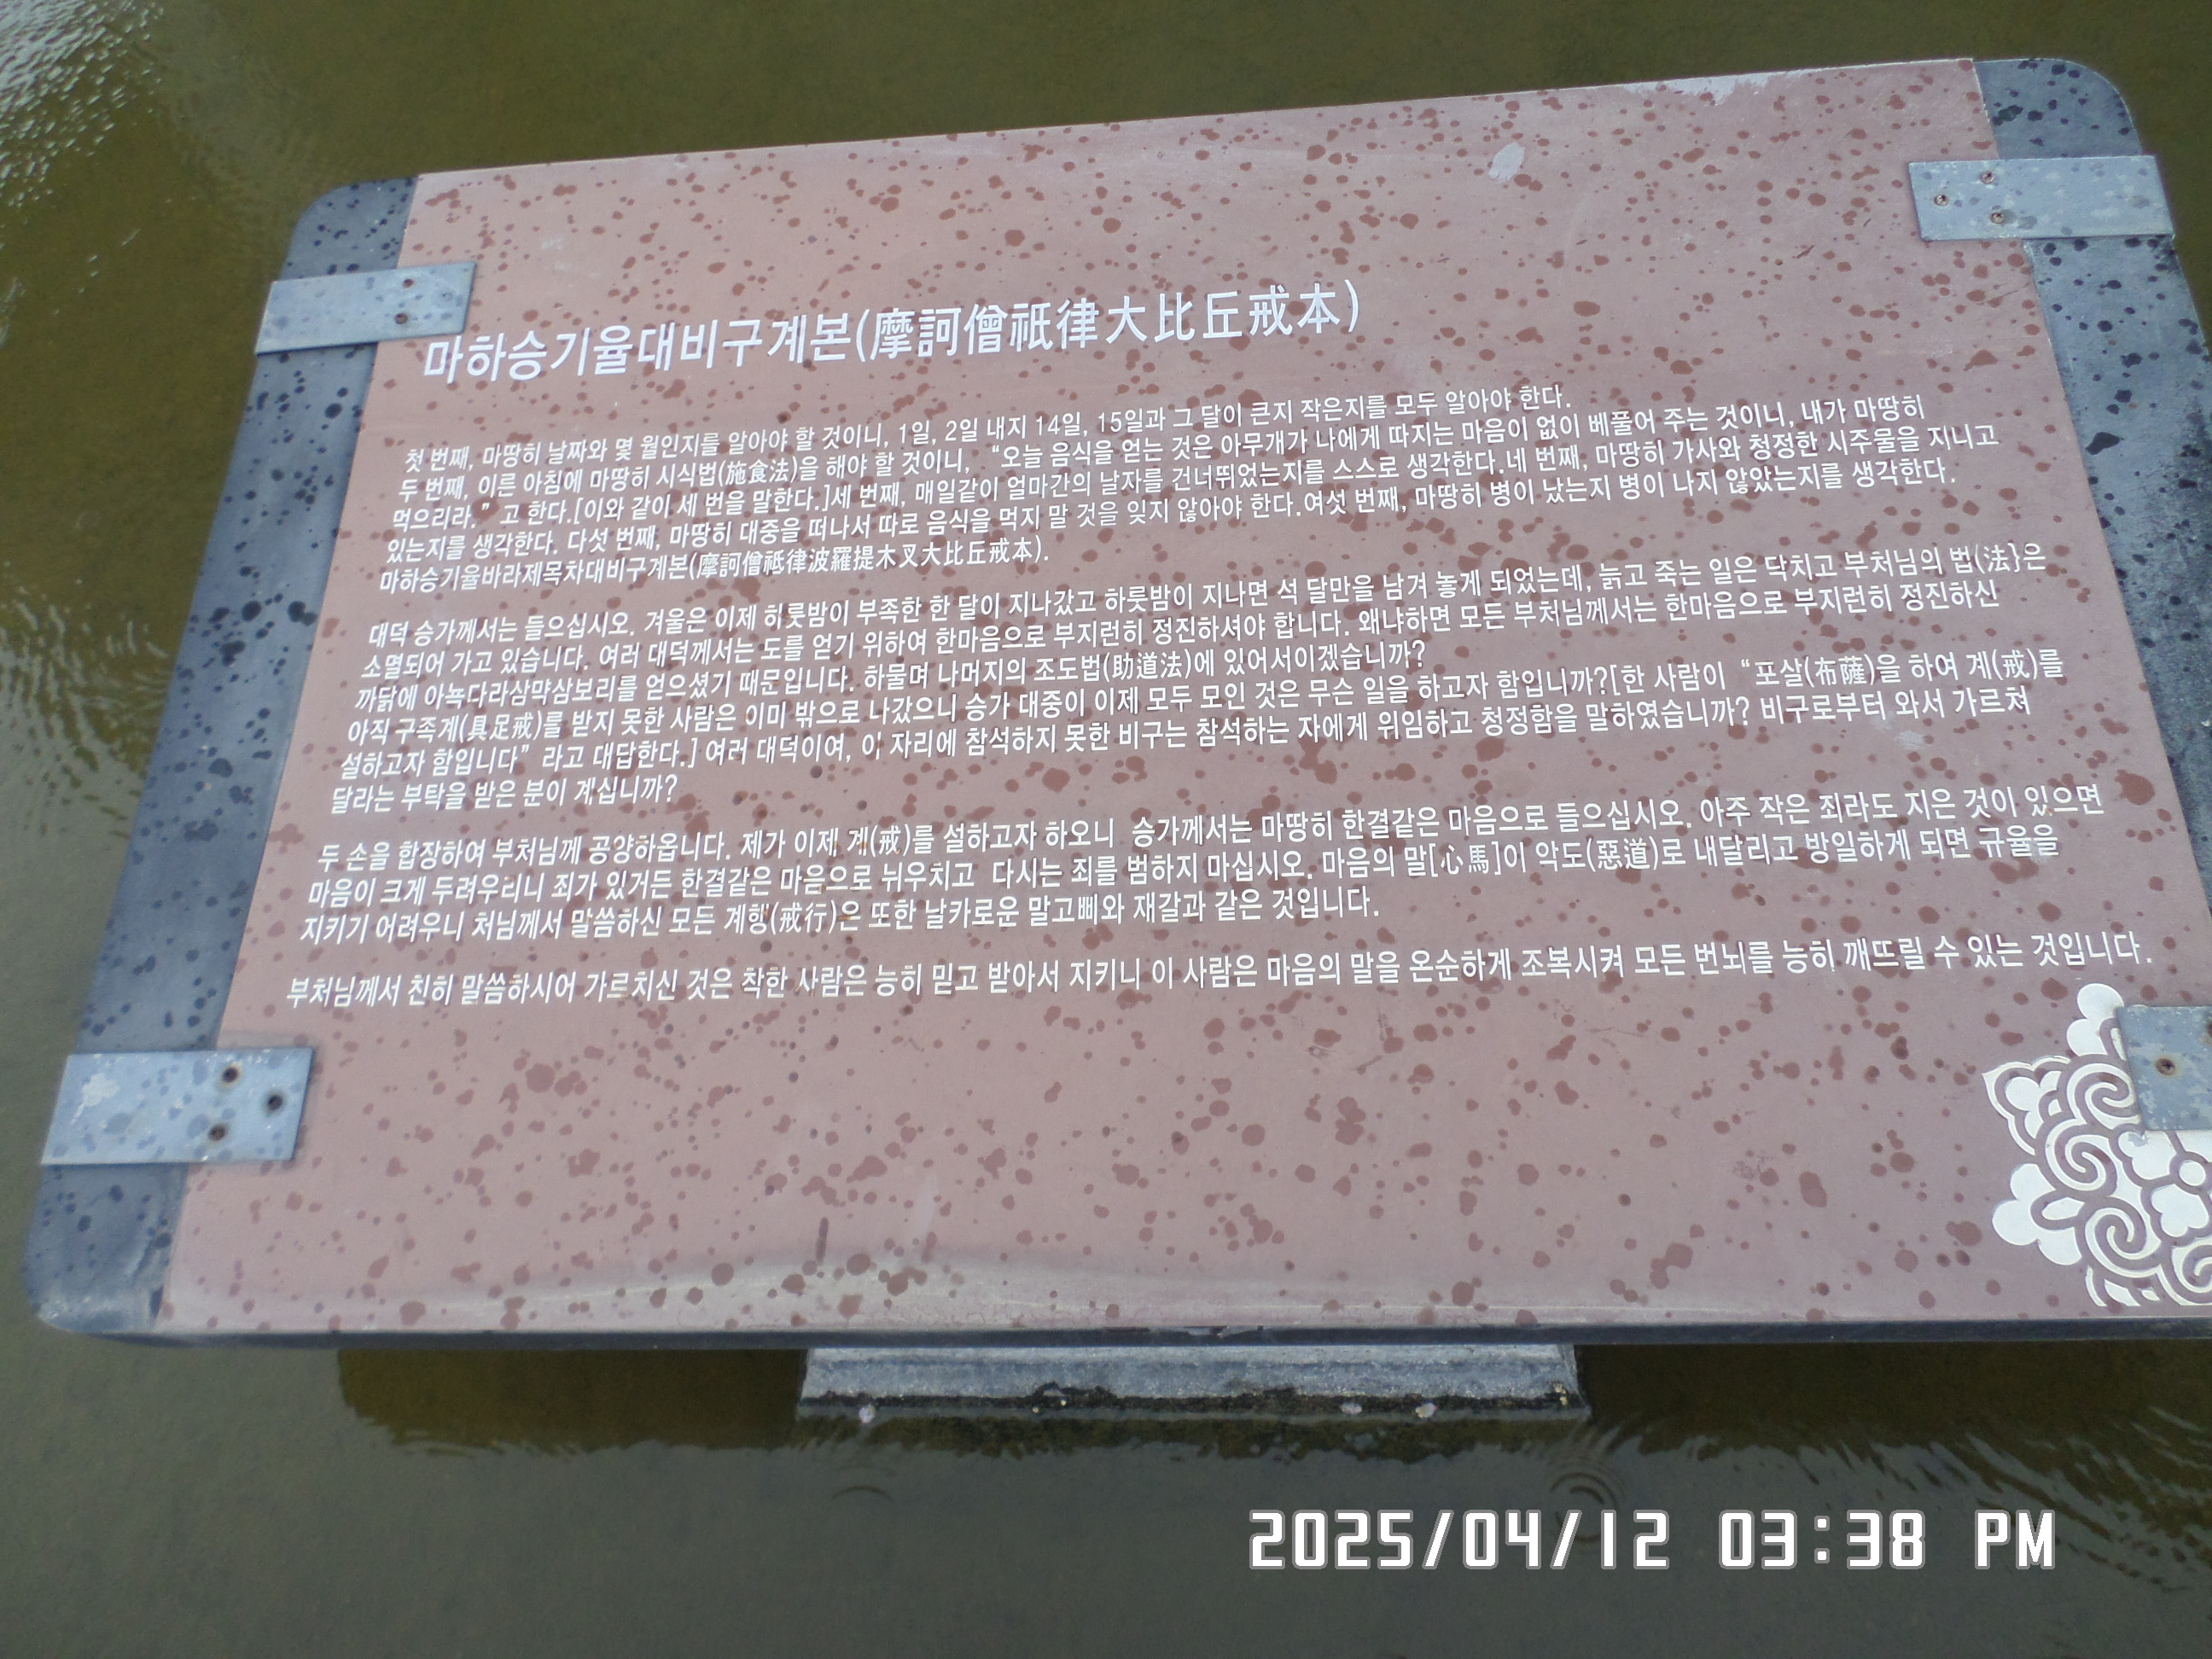 마하승기율대비구계본(摩訶僧祇律大比丘戒本)
첫 번째, 마땅히 날짜와 몇 월인지를 알아야 할 것이니, 1일, 2일 내지 14일, 15일과 그 달이 큰지 작은지를 모두 알아야 한다.
두 번째, 이른 아침에 마땅히 시식법(施食法)을 해야 할 것이니, “오늘 음식을 얻는 것은 아무개가 나에게 따지는 마음이 없이 베풀어 주는 것이니, 내가 마땅히
먹으리라.” 고 한다.[이와 같이 세 번을 말한다.]세 번째, 매일같이 얼마간의 날자를 건너뛰었는지를 스스로 생각한다.네 번째, 마땅히 가사와 청정한 시주물을 지니고
있는지를 생각한다. 다섯 번째, 마땅히 대중을 떠나서 따로 음식을 먹지 말 것을 잊지 않아야 한다.여섯 번째, 마땅히 병이 났는지 병이 나지 않았는지를 생각한다.
마하승기율바라제목차대비구계본(摩訶僧祗律波羅提木叉大比丘戒本).
대덕 승가께서는 들으십시오. 겨울은 이제 하룻밤이 부족한 한 달이 지나갔고 하룻밤이 지나면 석 달만을 남겨 놓게 되었는데, 늙고 죽는 일은 닥치고 부처님의 법(法}은
소멸되어 가고 있습니다. 여러 대덕께서는 도를 얻기 위하여 한마음으로 부지런히 정진하셔야 합니다. 왜냐하면 모든 부처님께서는 한마음으로 부지런히 정진하신
까닭에 아뇩다라삼먁삼보리를 얻으셨기 때문입니다. 하물며 나머지의 조도법(助道法)에 있어서이겠습니까?
아직 구족계(具足戒)를 받지 못한 사람은 이미 밖으로 나갔으니 승가 대중이 이제 모두 모인 것은 무슨 일을 하고자 함입니까?[한 사람이 “포살(布薩)을 하여 계(戒)를
설하고자 함입니다” 라고 대답한다.] 여러 대덕이여, 이 자리에 참석하지 못한 비구는 참석하는 자에게 위임하고 청정함을 말하였습니까? 비구로부터 와서 가르쳐
달라는 부탁을 받은 분이 계십니까?
두 손을 합장하여 부처님께 공양하옵니다. 제가 이제 계(戒)를 설하고자 하오니 승가께서는 마땅히 한결같은 마음으로 들으십시오. 아주 작은 죄라도 지은 것이 있으면
마음이 크게 두려우리니 죄가 있거든 한결같은 마음으로 뉘우치고 다시는 죄를 범하지 마십시오. 마음의 말[心馬]이 악도(惡道)로 내달리고 방일하게 되면 규율을
지키기 어려우니 처님께서 말씀하신 모든 계행(戒行)은 또한 날카로운 말고삐와 재갈과 같은 것입니다.
부처님께서 친히 말씀하시어 가르치신 것은 착한 사람은 능히 믿고 받아서 지키니 이 사람은 마음의 말을 온순하게 조복시켜 모든 번뇌를 능히 깨뜨릴 수 있는 것입니다.
2025/04/12 03:38 PM